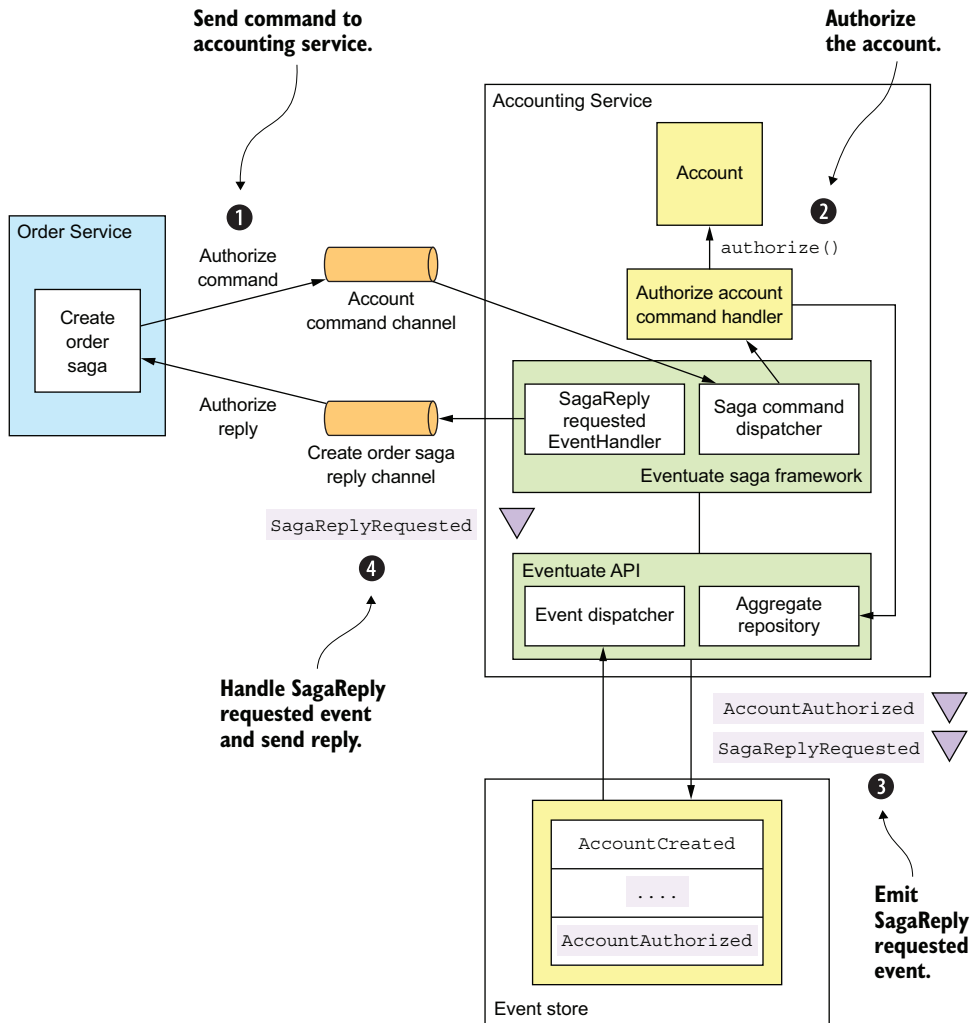 Send command to
accounting service.
Authorize
the account.
Accounting Service
Account
1
2
Order Service
authorize()
Authorize
command
Account
command channel
Authorize account
command handler
Create
order
saga
SagaReply
requested
EventHandler
Saga command
dispatcher
Authorize
reply
Create order saga
reply channel
Eventuate saga framework
SagaReplyRequested
4
Eventuate API
Event dispatcher
Aggregate
repository
Handle SagaReply
requested event
and send reply.
AccountAuthorized
SagaReplyRequested
3
AccountCreated
....
AccountAuthorized
Emit
SagaReply
requested
event.
Event store